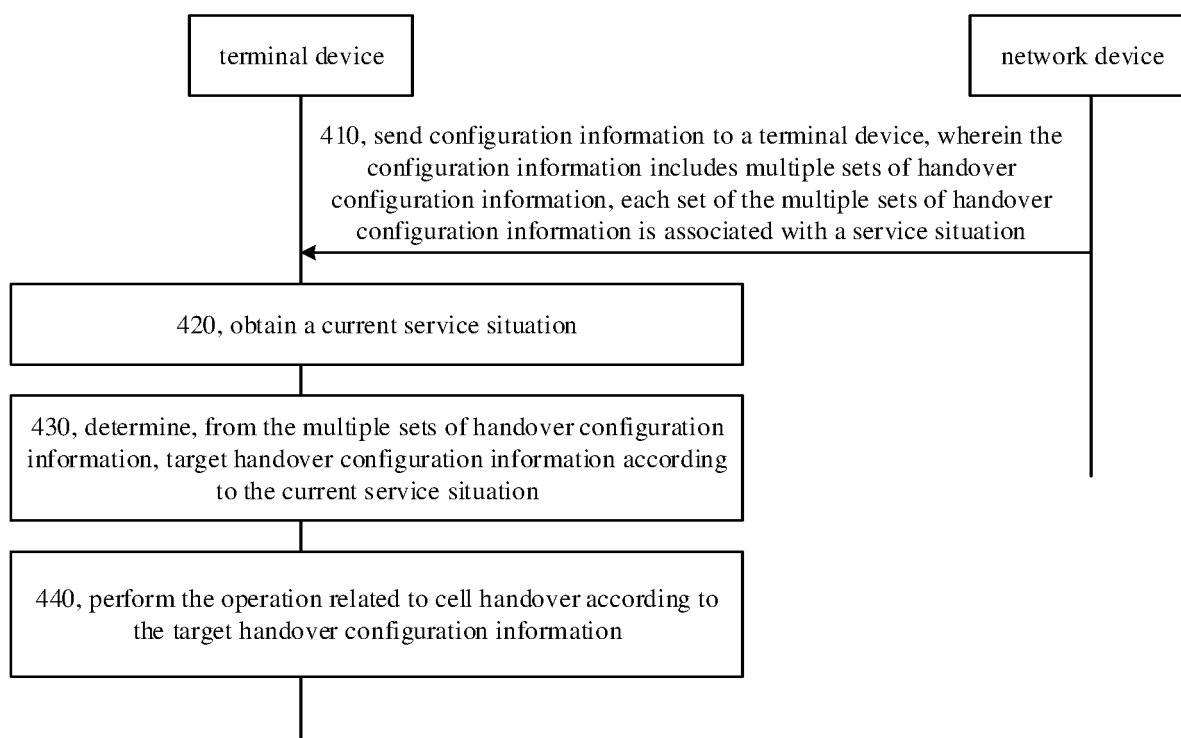 terminal device
network device
410, send configuration information to a terminal device, wherein the
configuration information includes multiple sets of handover
configuration information, each set of the multiple sets of handover
configuration information is associated with a service situation
420, obtain a current service situation
430, determine, from the multiple sets of handover configuration
information, target handover configuration information according
to the current service situation
440, perform the operation related to cell handover according to
the target handover configuration information